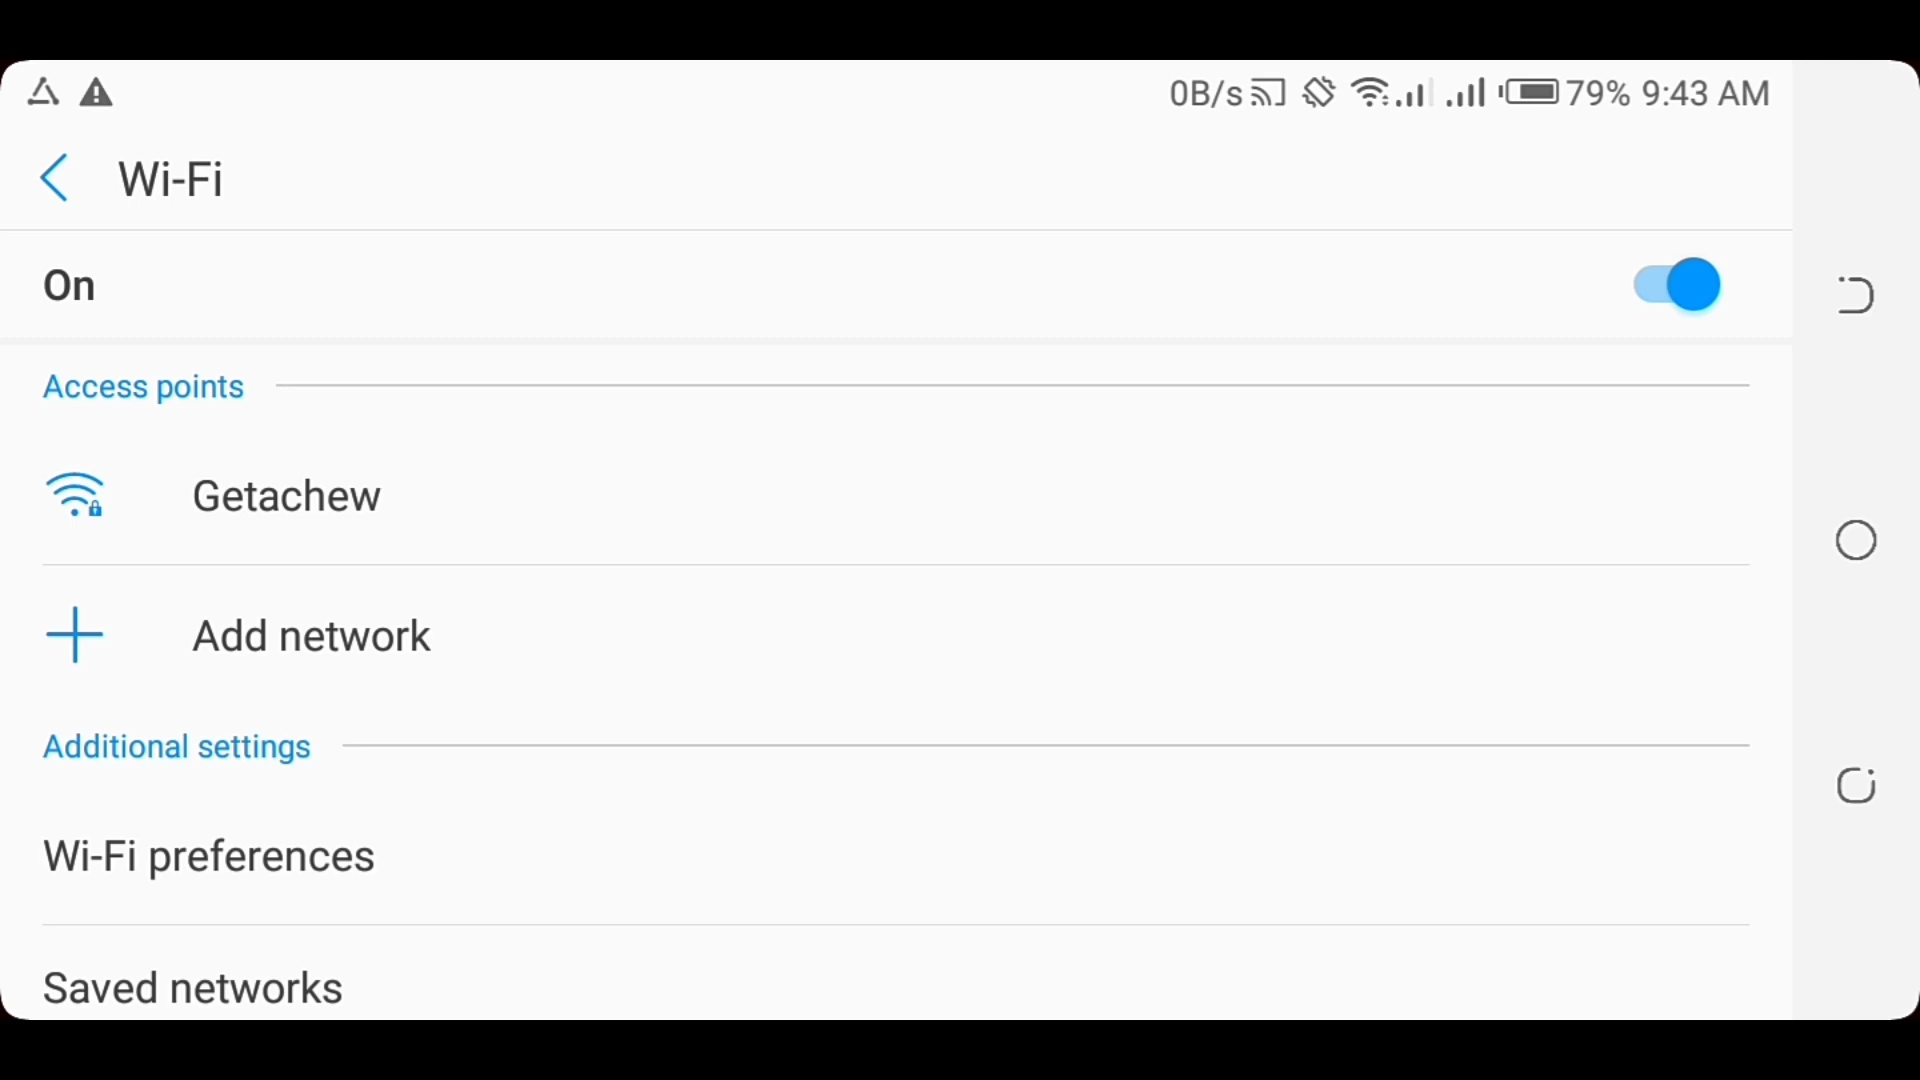 0B/s 79% 9:43 AM
Wi-Fi
On
Access points
Getachew
Add network
Additional settings
Wi-Fi preferences
Saved networks